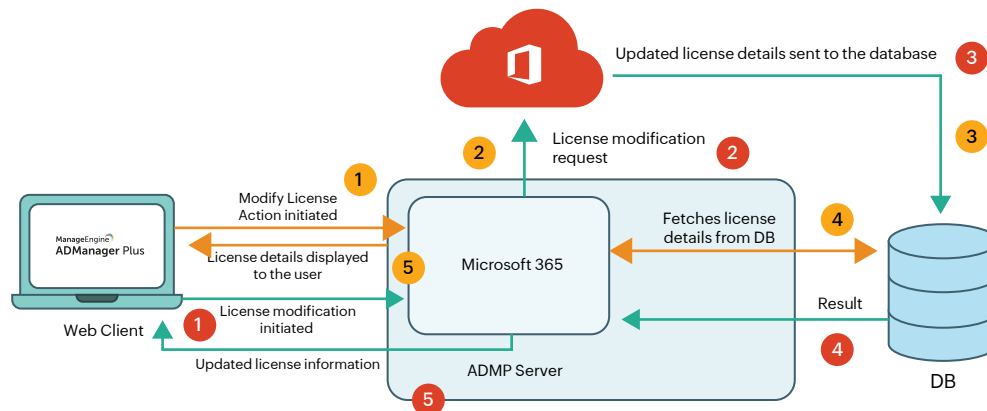 Updated license details sent to the database
3
2
License modification
request
2
3
1
Modify License
Action initiated
ManageEngine
ADManager Plus
License details displayed
to the user
5
Microsoft 365
Fetches license
details from DB
4
Web Client
1
License modification
initiated
Updated license information
ADMP Server
5
Result
4
DB